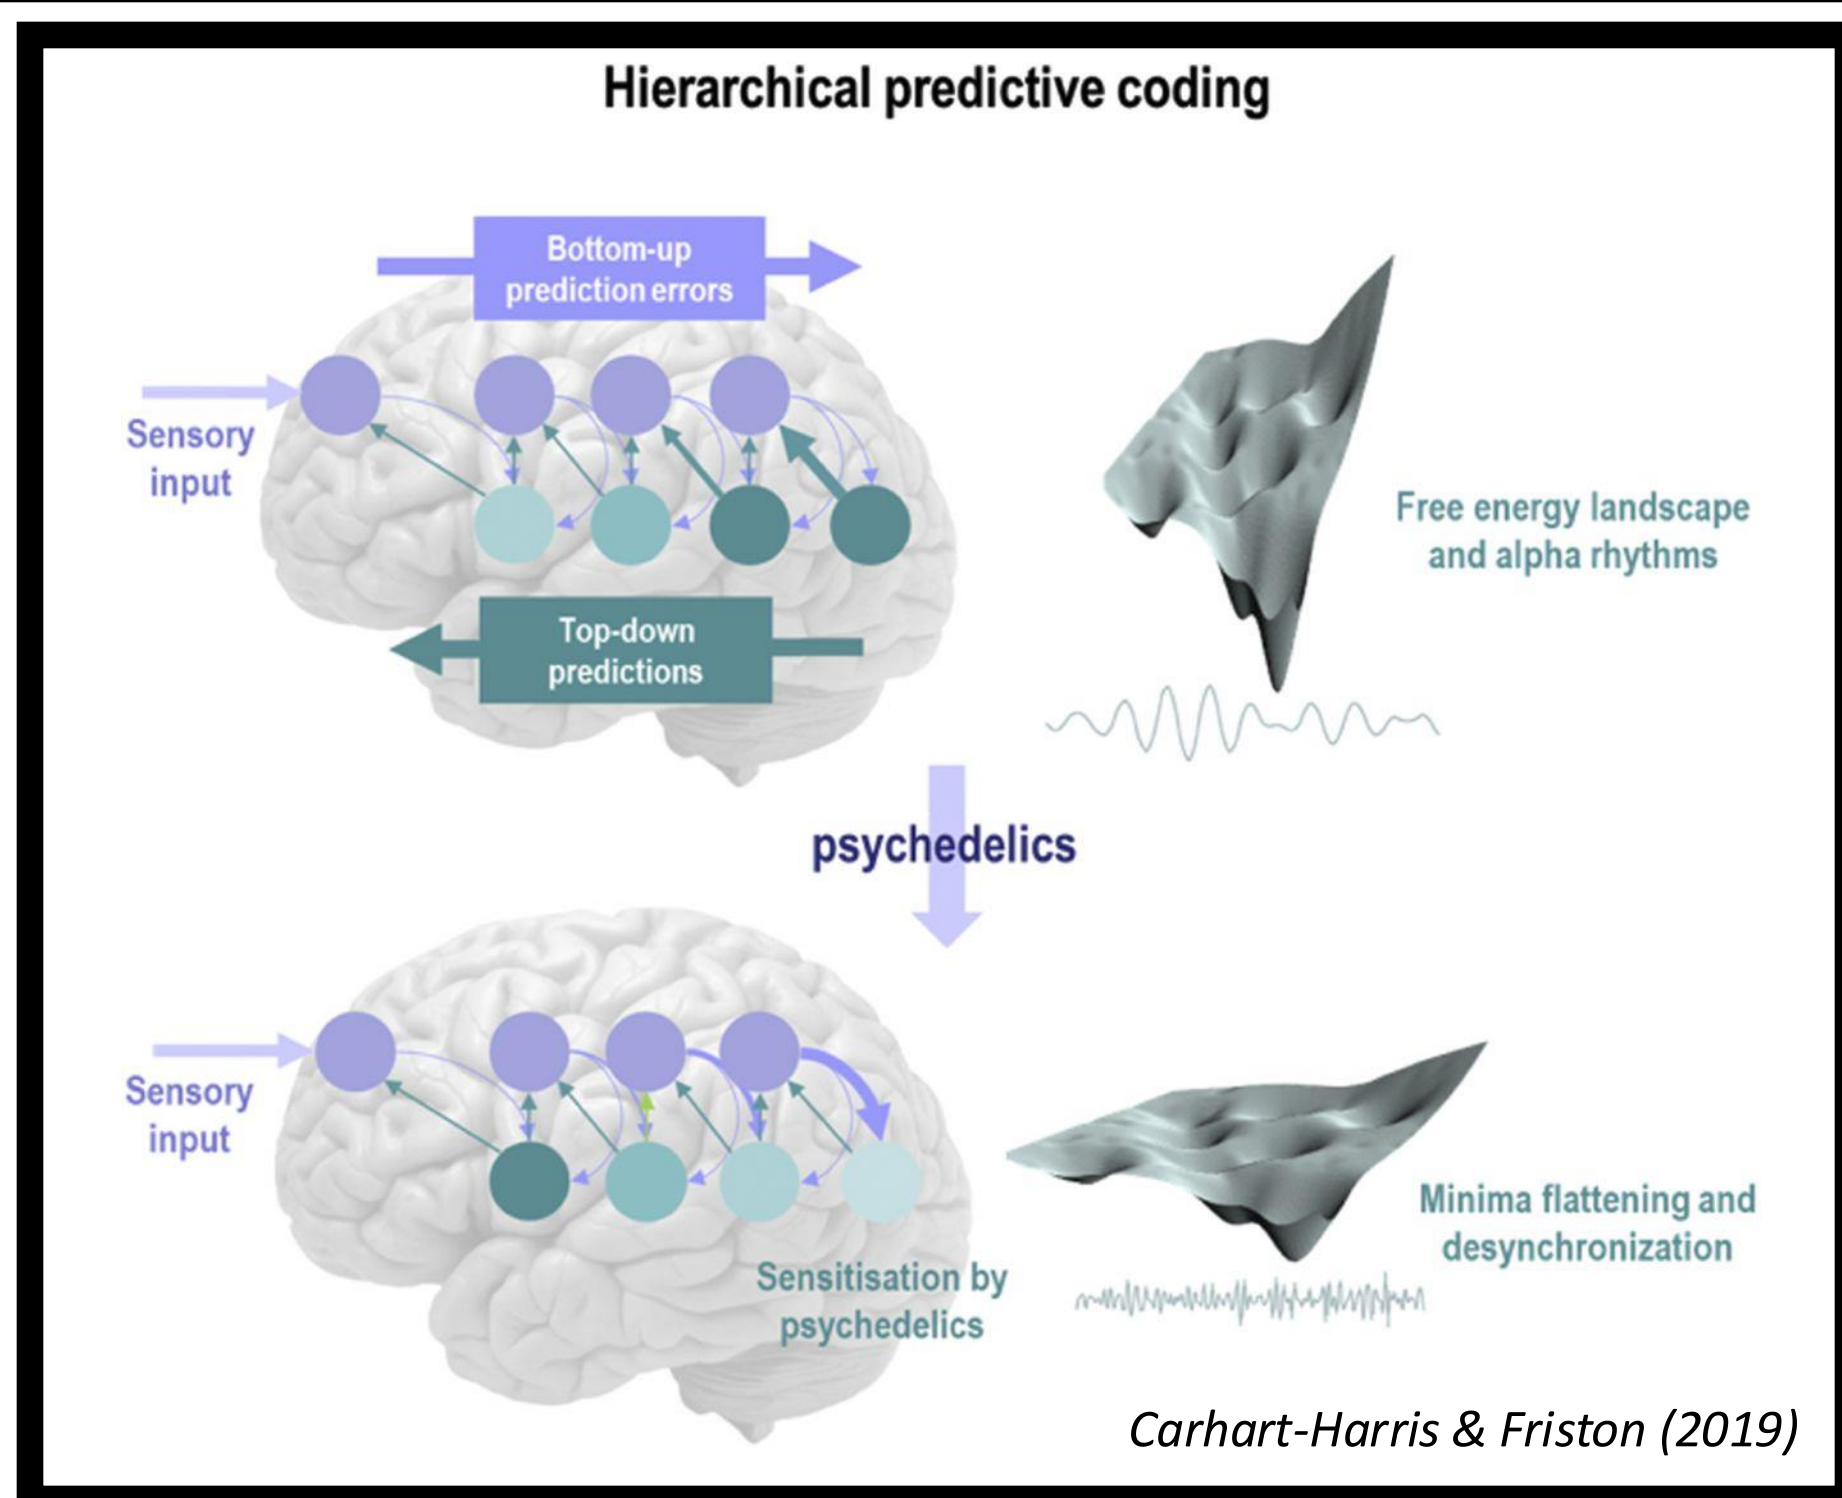 Hierarchical predictive coding
Bottom-up
prediction errors
Sensory
input
Free energy landscape
and alpha rhythms
Top-down
predictions
psychedelics
Sensory
input
Minima flattening and
desynchronization
Sensitisation by
psychedelics
Carhart-Harris & Friston (2019)